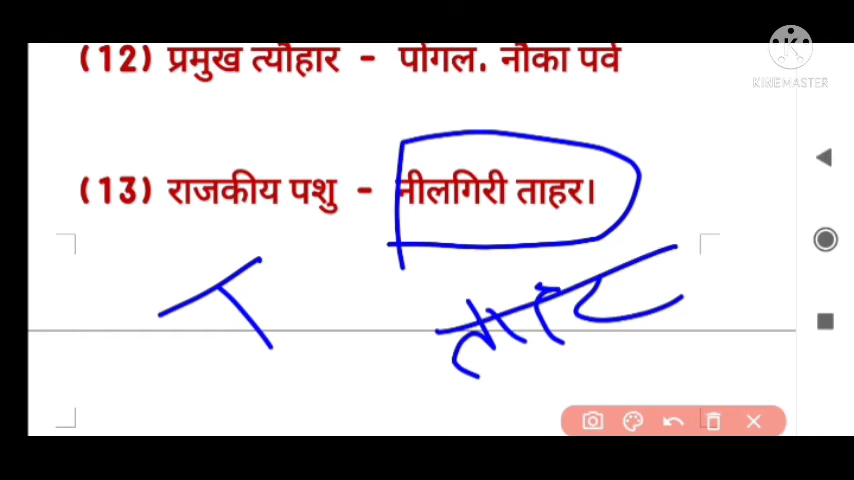 KINEMASTER
(12) प्रमुख त्यौहार - पोंगल. नौका पर्व
(13) राजकीय पशु - नीलगिरी ताहर।